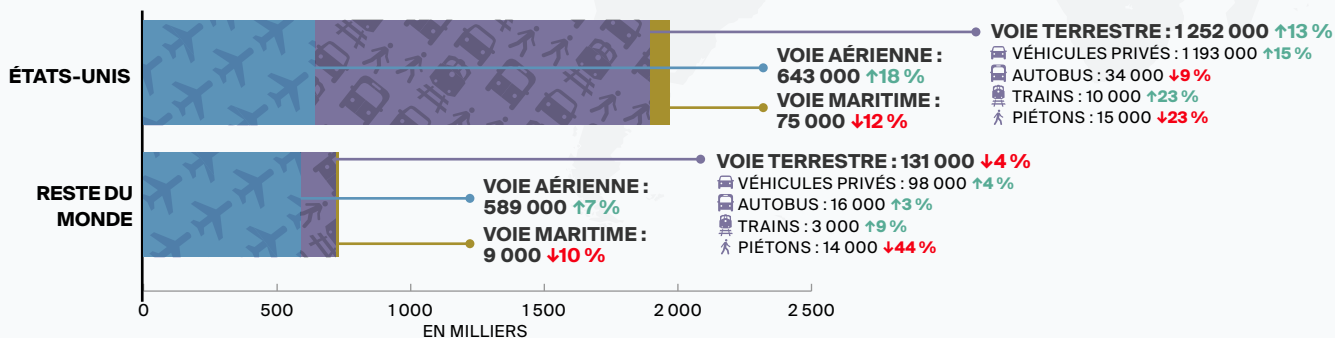 ÉTATS-UNIS
VOIE AÉRIENNE :
643 000 ↑18 %
VOIE MARITIME :
75 000 ↓12 %
VOIE TERRESTRE : 1 252 000 ↑13 %
VÉHICULES PRIVÉS : 1 193 000 ↑15 %
AUTOBUS : 34 000 ↓9 %
TRAINS : 10 000 ↑23 %
PIÉTONS : 15 000 ↓23 %
RESTE DU
MONDE
VOIE AÉRIENNE :
589 000 ↑7 %
VOIE MARITIME :
9 000 ↓10 %
VOIE TERRESTRE : 131 000 ↓4 %
VÉHICULES PRIVÉS : 98 000 ↑4 %
AUTOBUS : 16 000 ↑3 %
TRAINS : 3 000 ↑9 %
PIÉTONS : 14 000 ↓44 %
0 500 1 000 1 500 2 000 2 500
EN MILLIERS